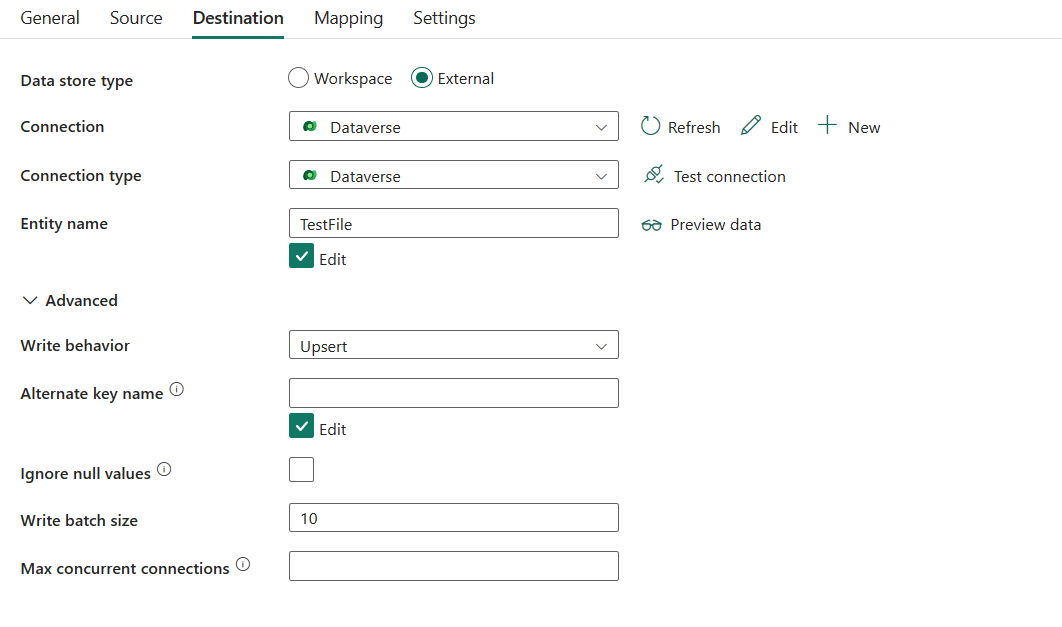 General Source Destination Mapping Settings
Data store type Workspace External
Connection Dataverse Refresh Edit New
Connection type Dataverse Test connection
Entity name TestFile Preview data
Edit
Advanced
Write behavior Upsert
Alternate key name
Edit
Ignore null values
Write batch size 10
Max concurrent connections